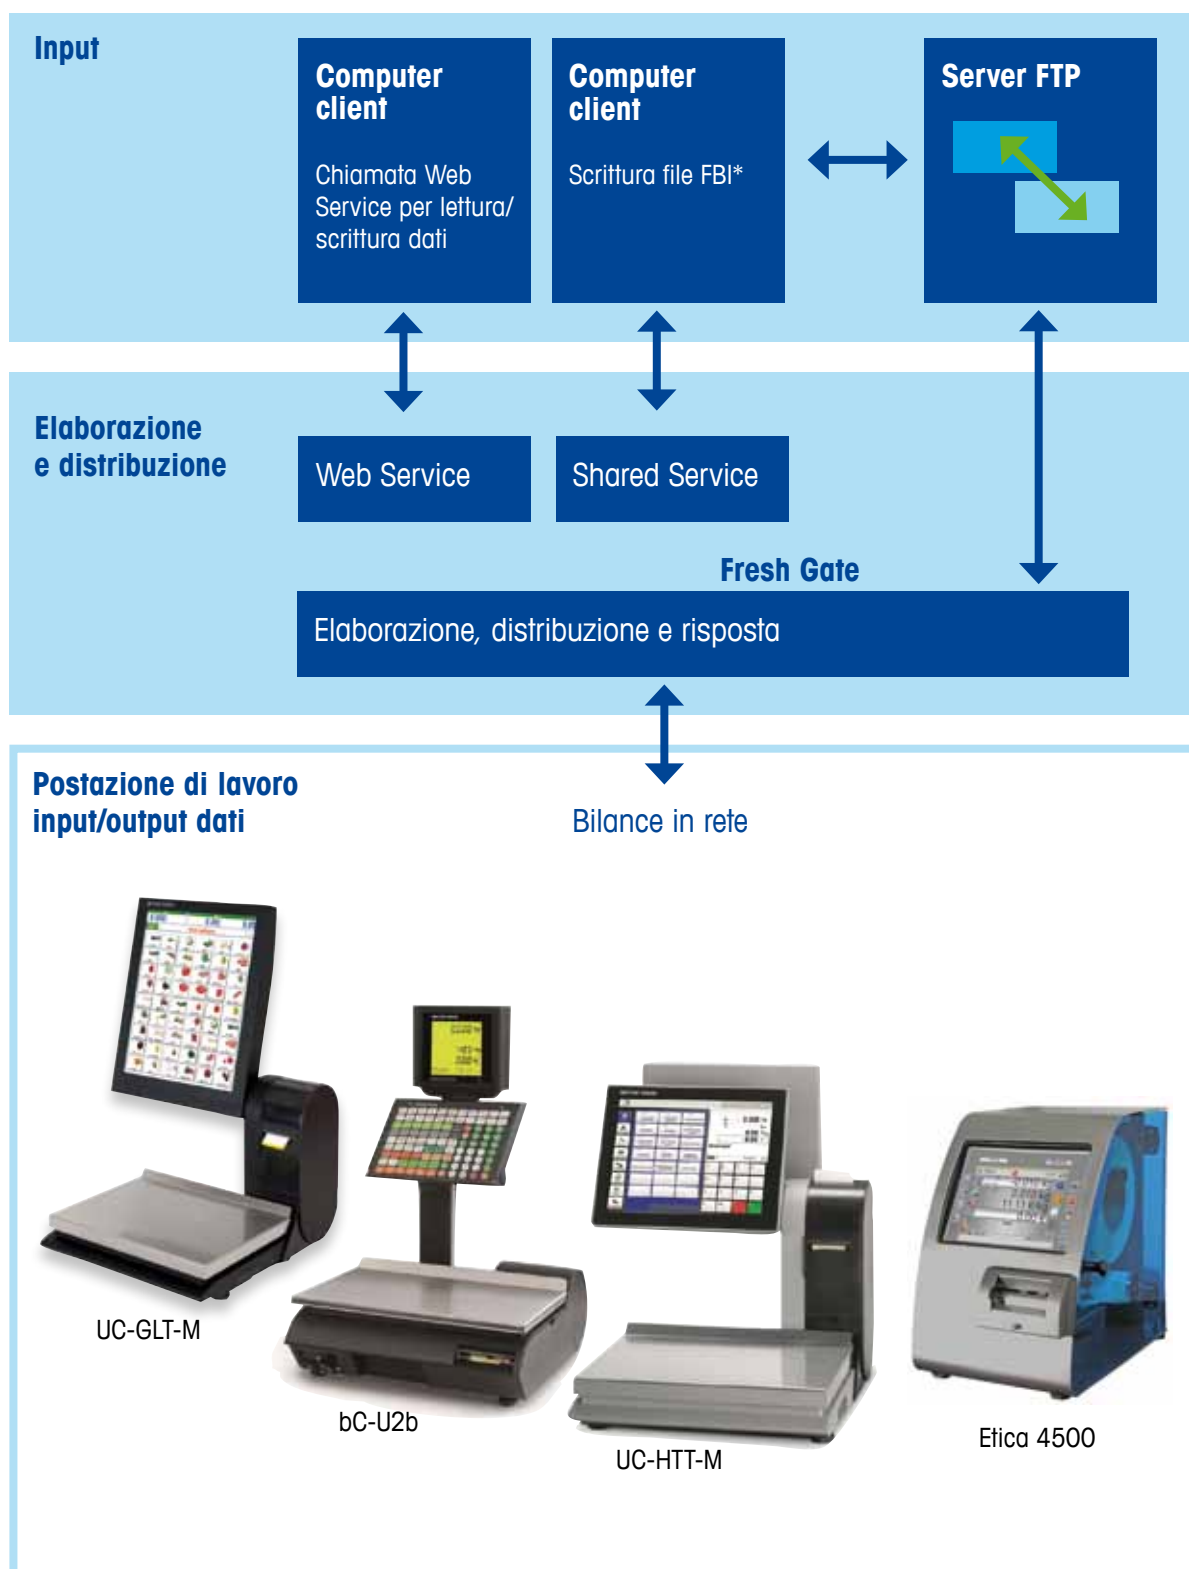 Input
Computer
client
Chiamata Web
Service per lettura/
scrittura dati
Computer
client
Scrittura file FBI*
Server FTP
Elaborazione
e distribuzione
Web Service
Shared Service
Fresh Gate
Elaborazione, distribuzione e risposta
Postazione di lavoro
input/output dati
Bilance in rete
UC-GLT-M
bC-U2b
UC-HTT-M
Etica 4500